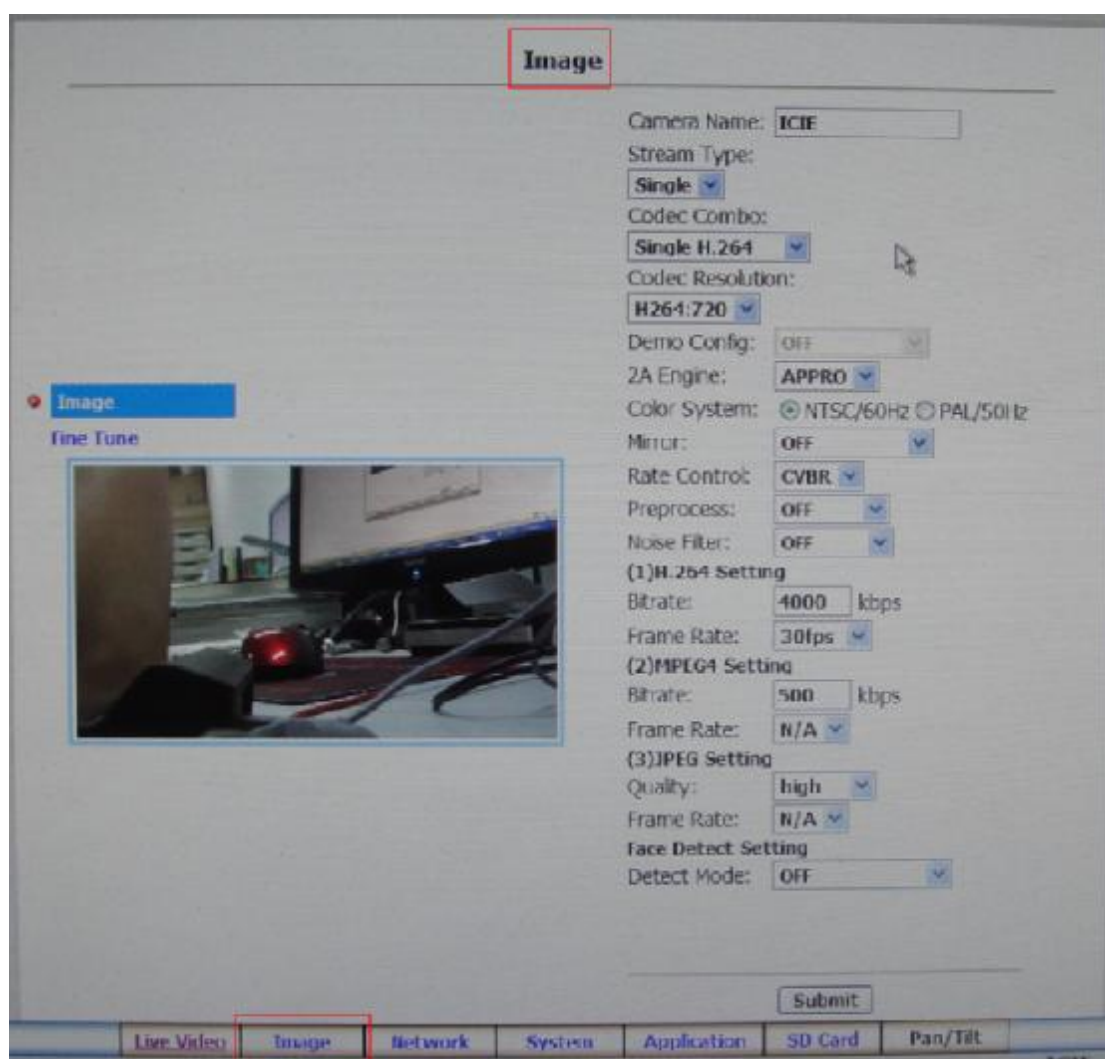 Image
Camera Name: ICIE
Stream Type:
Single
Codec Combo:
Single H.264
Codec Resolution:
H264:720
Demo Config: OFF
2A Engine: APPRO
Image
Color System: NTSC/60Hz PAL/50Hz
Fine Tune
Mirror: OFF
Rate Control: CVBR
Preprocess: OFF
Noise Filter: OFF
(1)H.264 Setting
Bitrate: 4000 kbps
Frame Rate: 30fps
(2)MPEG4 Setting
Bitrate: 500 kbps
Frame Rate: N/A
(3)JPEG Setting
Quality: high
Frame Rate: N/A
Face Detect Setting
Detect Mode: OFF
Submit
Live Video Image Network System Application SD Card Pan/Tilt